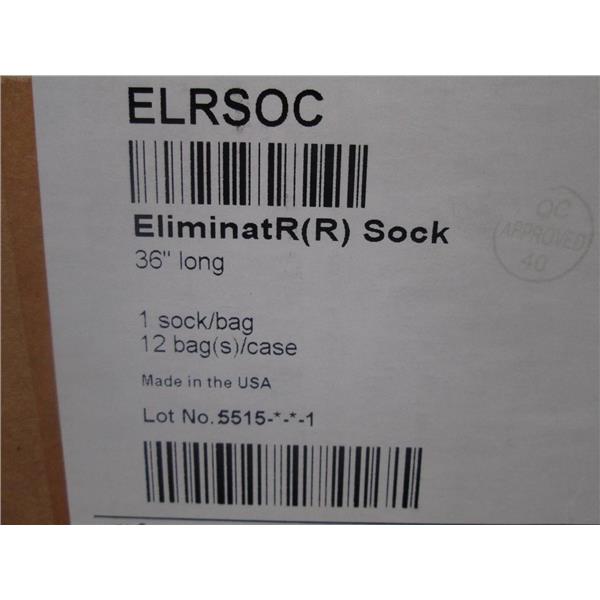 ELRSOC
EliminatR(R) Sock
36" long
1 sock/bag
12 bag(s)/case
Made in the USA
Lot No.:5515-*-*-1
QC
APPROVED
40